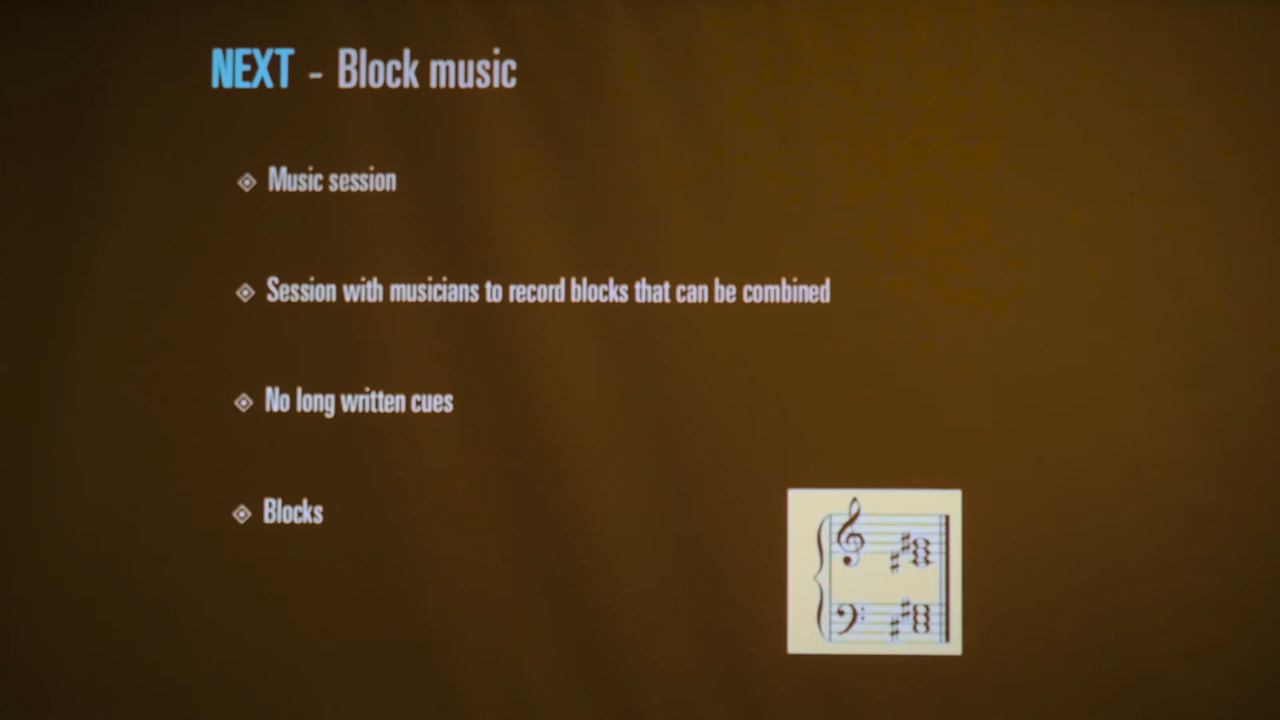 NEXT - Block music
Music session
Session with musicians to record blocks that can be combined
No long written cues
Blocks